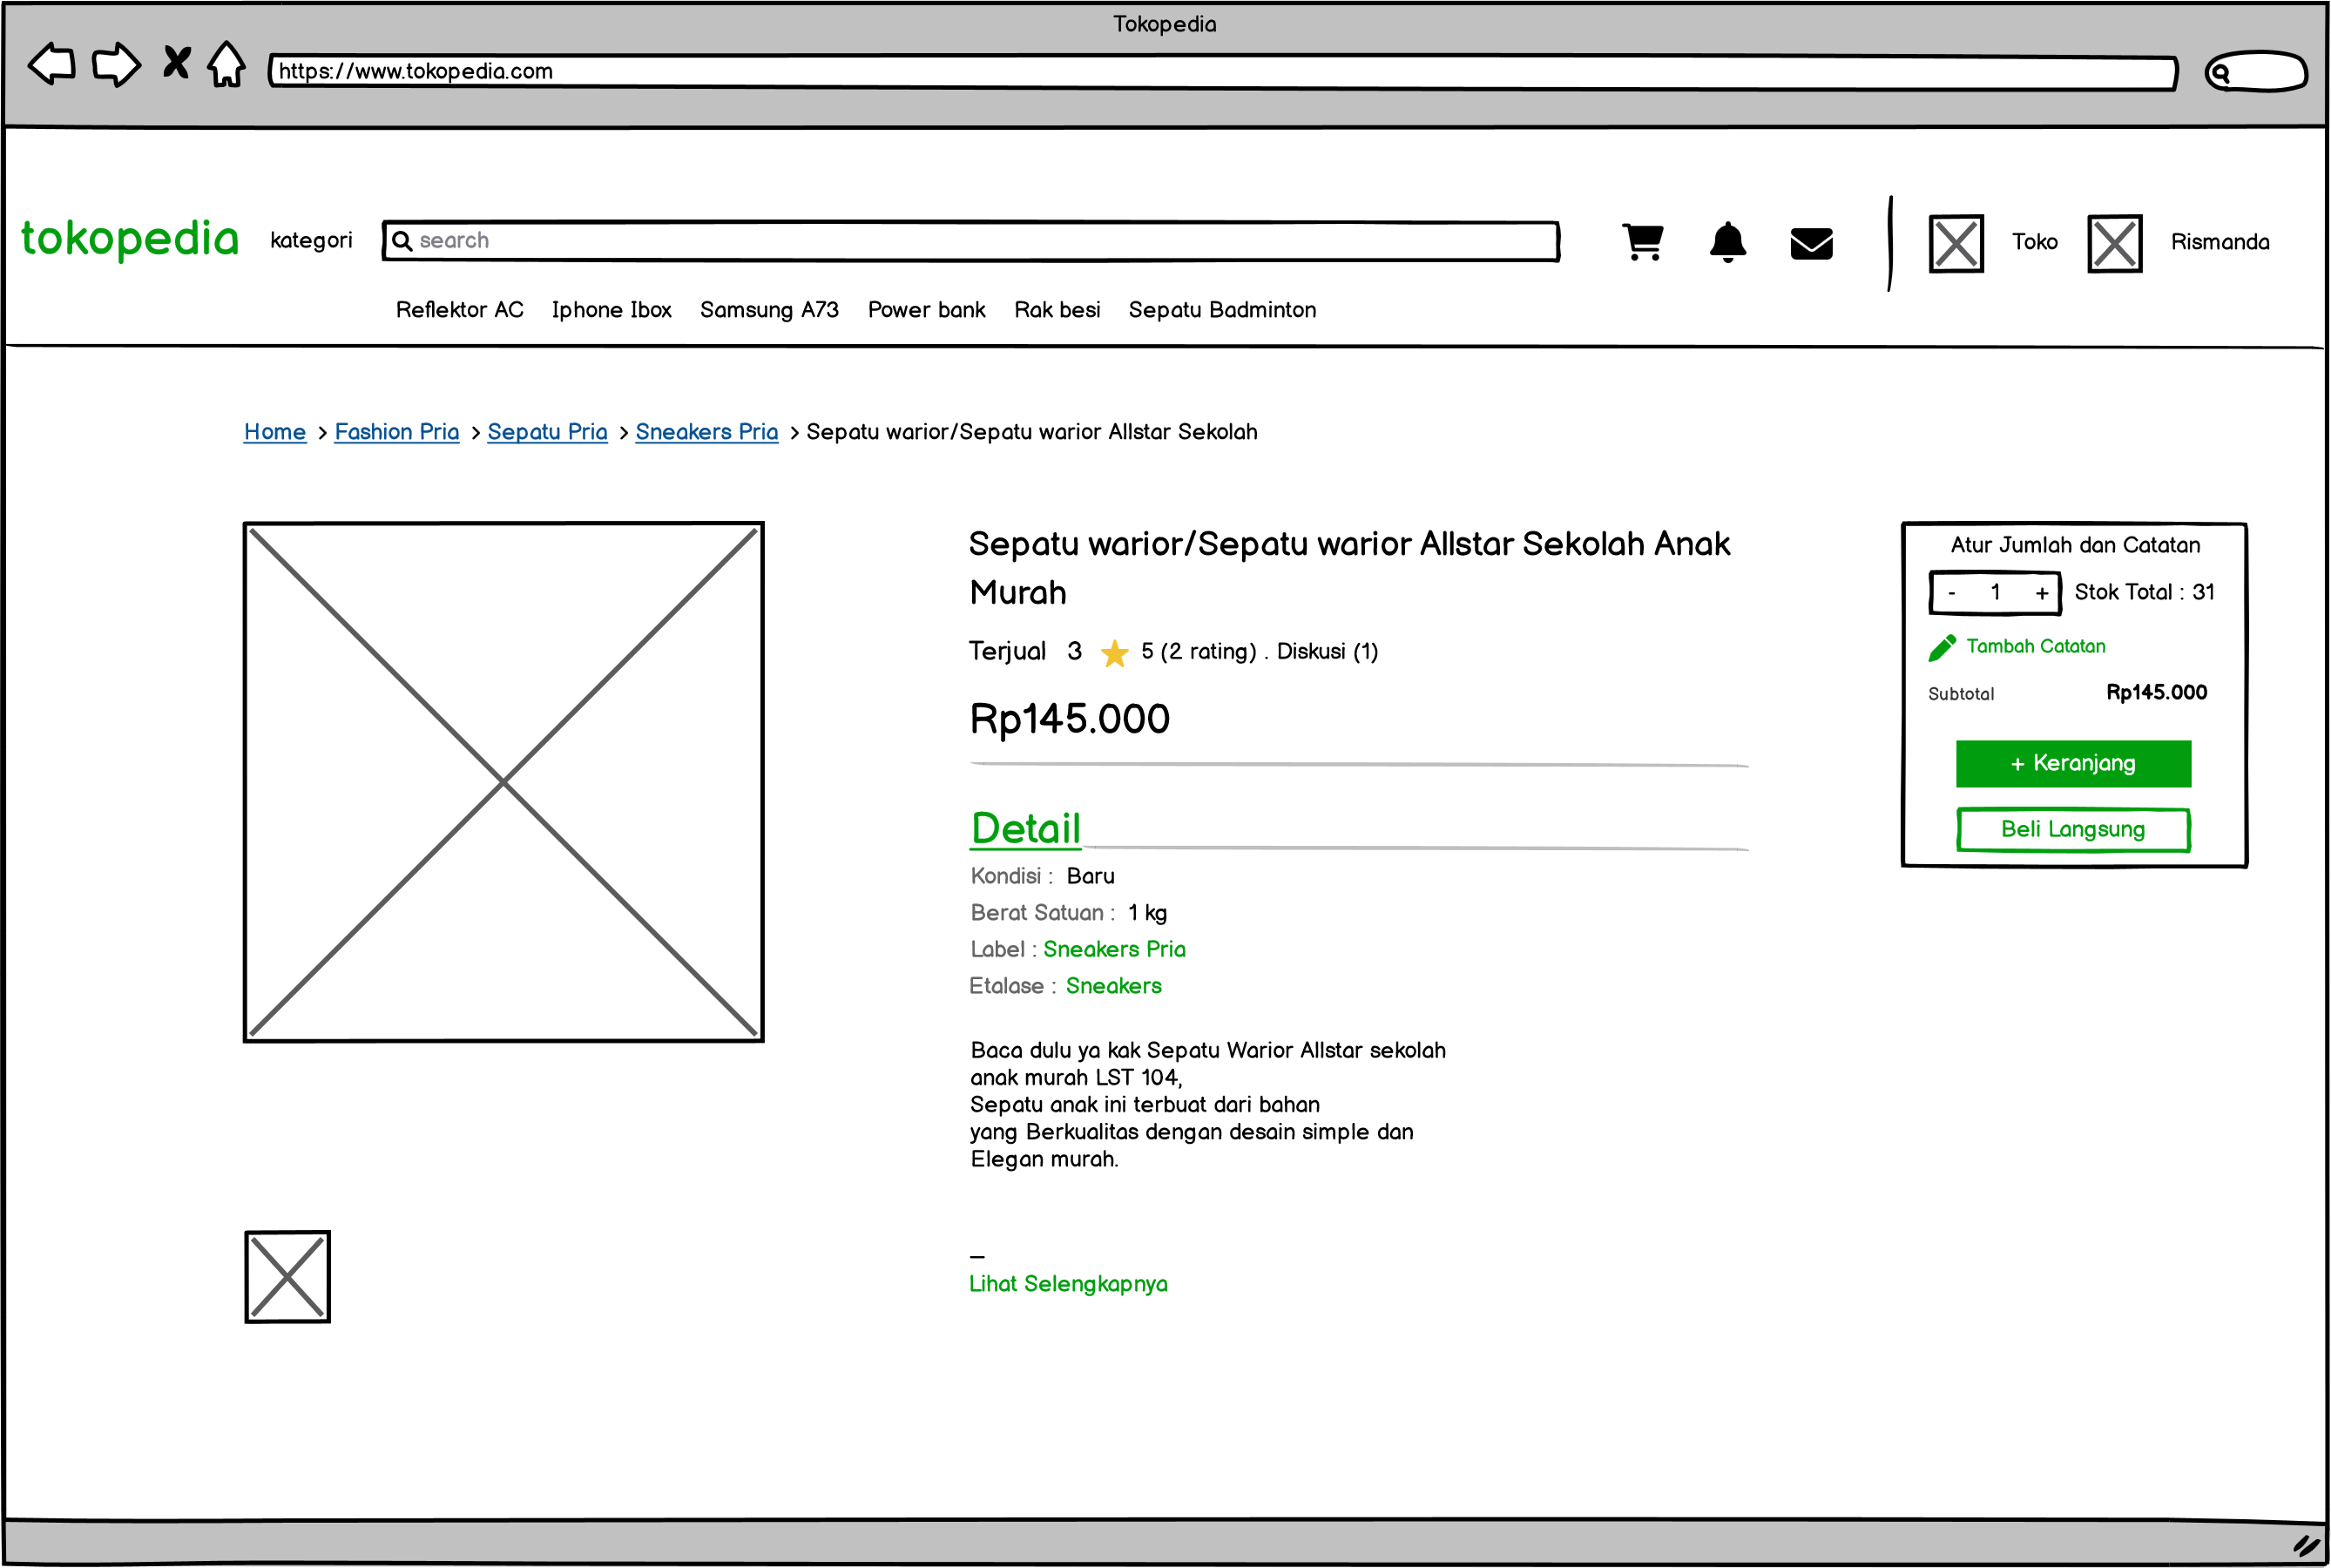 Tokopedia
https://www.tokopedia.com
tokopedia kategori search Toko Rismanda
Reflektor AC Iphone Ibox Samsung A73 Power bank Rak besi Sepatu Badminton
Home > Fashion Pria > Sepatu Pria > Sneakers Pria > Sepatu warior/Sepatu warior Allstar Sekolah
Sepatu warior/Sepatu warior Allstar Sekolah Anak
Murah
Terjual 3 5 (2 rating) . Diskusi (1)
Rp145.000
Detail
Kondisi : Baru
Berat Satuan : 1 kg
Label : Sneakers Pria
Etalase : Sneakers
Baca dulu ya kak Sepatu Warior Allstar sekolah
anak murah LST 104,
Sepatu anak ini terbuat dari bahan
yang Berkualitas dengan desain simple dan
Elegan murah.
_
Lihat Selengkapnya
Atur Jumlah dan Catatan
- 1 + Stok Total : 31
Tambah Catatan
Subtotal Rp145.000
+ Keranjang
Beli Langsung